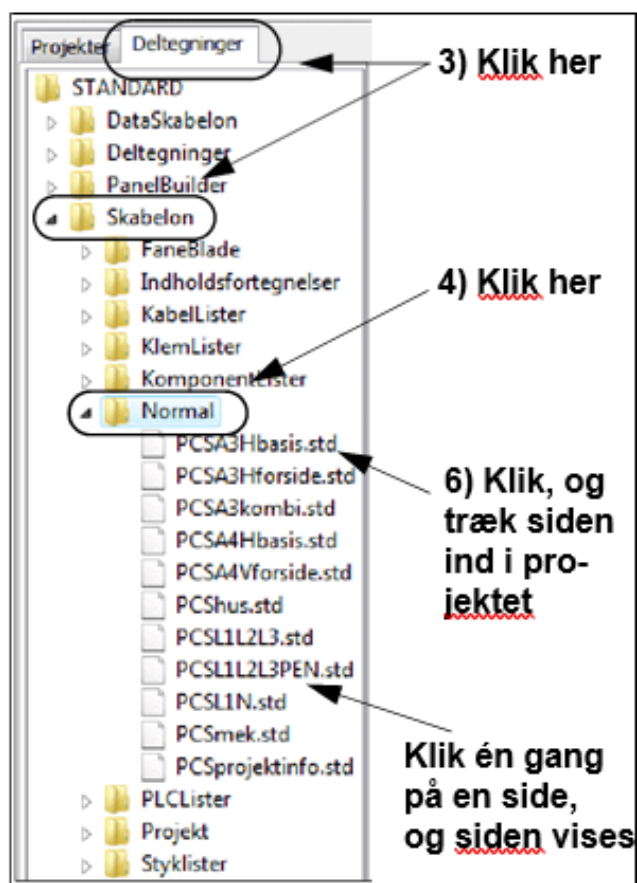 Projekter Deltegninger
3) Klik her
STANDARD
DataSkabelon
Deltegninger
PanelBuilder
Skabelon
FaneBlade
Indholdsfortegnelser
4) Klik her
KabelLister
KlemLister
KomponentLister
Normal
PCSA3Hbasis.std
PCSA3Hforside.std
PCSA3kombi.std
PCSA4Hbasis.std
PCSA4Vforside.std
PCShus.std
PCSL1L2L3.std
PCSL1L2L3PEN.std
PCSL1N.std
PCSmek.std
PCSprojektinfo.std
6) Klik, og
træk siden
ind i pro-
jektet
Klik én gang
på en side,
og siden vises
PLCLister
Projekt
Styklister